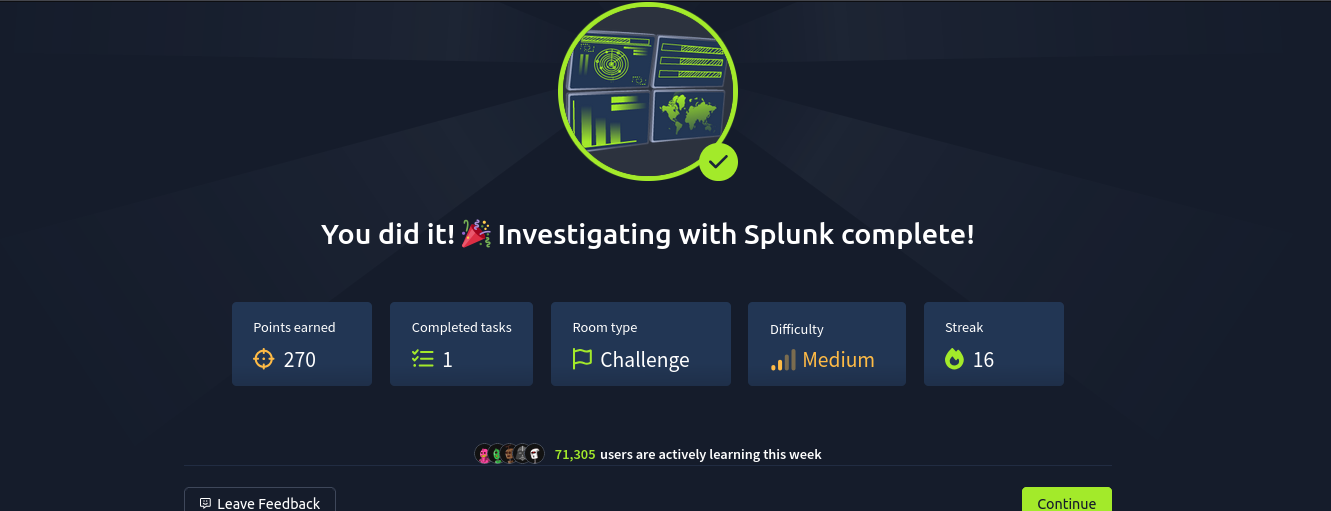 You did it! 🎉 Investigating with Splunk complete!
Points earned
270
Completed tasks
1
Room type
Challenge
Difficulty
Medium
Streak
16
71,305 users are actively learning this week
Leave Feedback
Continue